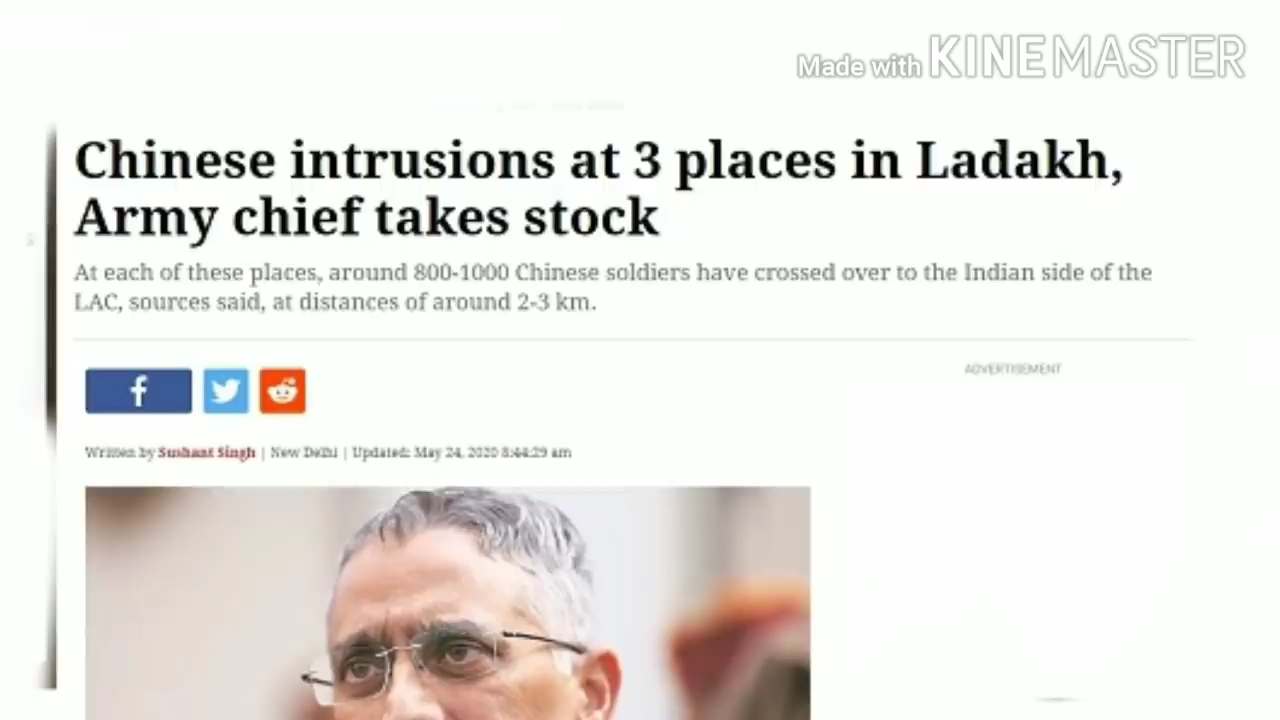 Made with KINEMASTER
Chinese intrusions at 3 places in Ladakh,
Army chief takes stock
At each of these places, around 800-1000 Chinese soldiers have crossed over to the Indian side of the
LAC, sources said, at distances of around 2-3 km.
ADVERTISEMENT
Written by Sushant Singh | New Delhi | Updated: May 24, 2020 8:44:29 am